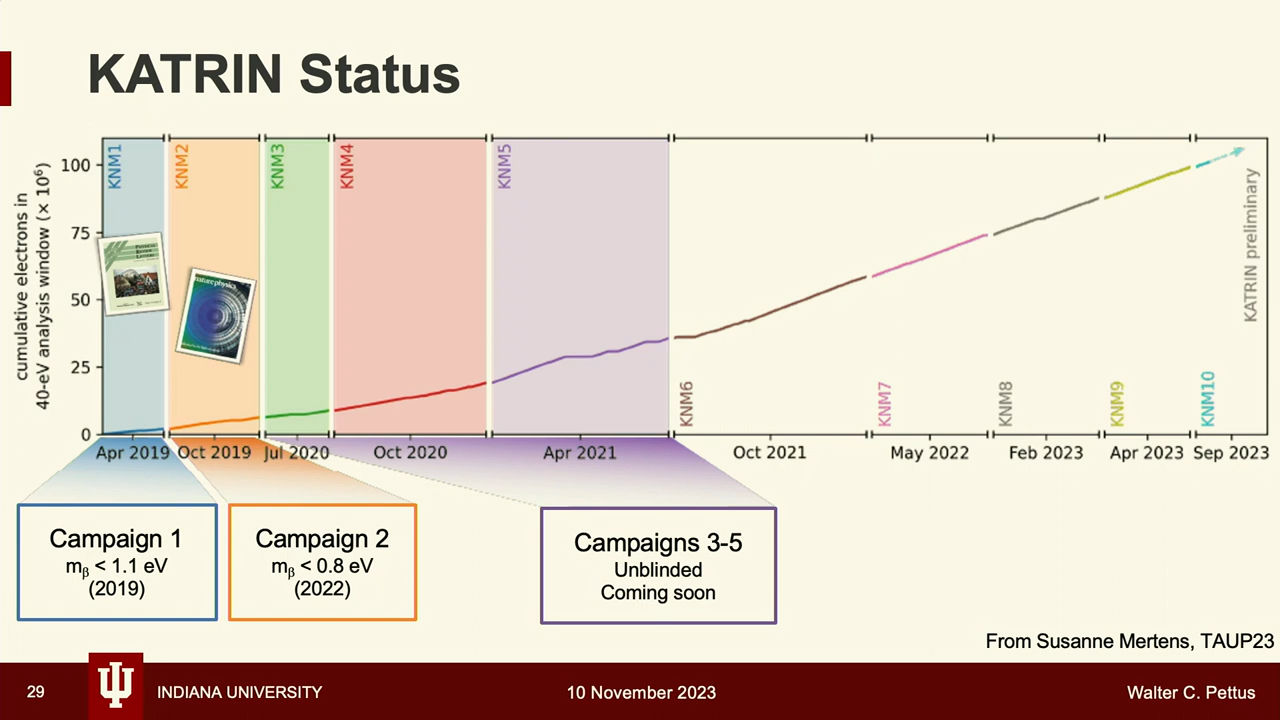 KATRIN Status
cumulative electrons in
40-eV analysis window (× 10⁶)
100
75
50
25
0
KNM1
KNM2
KNM3
KNM4
KNM5
KNM6
KNM7
KNM8
KNM9
KNM10
KATRIN preliminary
nature physics
Apr 2019
Oct 2019
Jul 2020
Oct 2020
Apr 2021
Oct 2021
May 2022
Feb 2023
Apr 2023
Sep 2023
Campaign 1
mᵦ < 1.1 eV
(2019)
Campaign 2
mᵦ < 0.8 eV
(2022)
Campaigns 3-5
Unblinded
Coming soon
From Susanne Mertens, TAUP23
29
INDIANA UNIVERSITY
10 November 2023
Walter C. Pettus